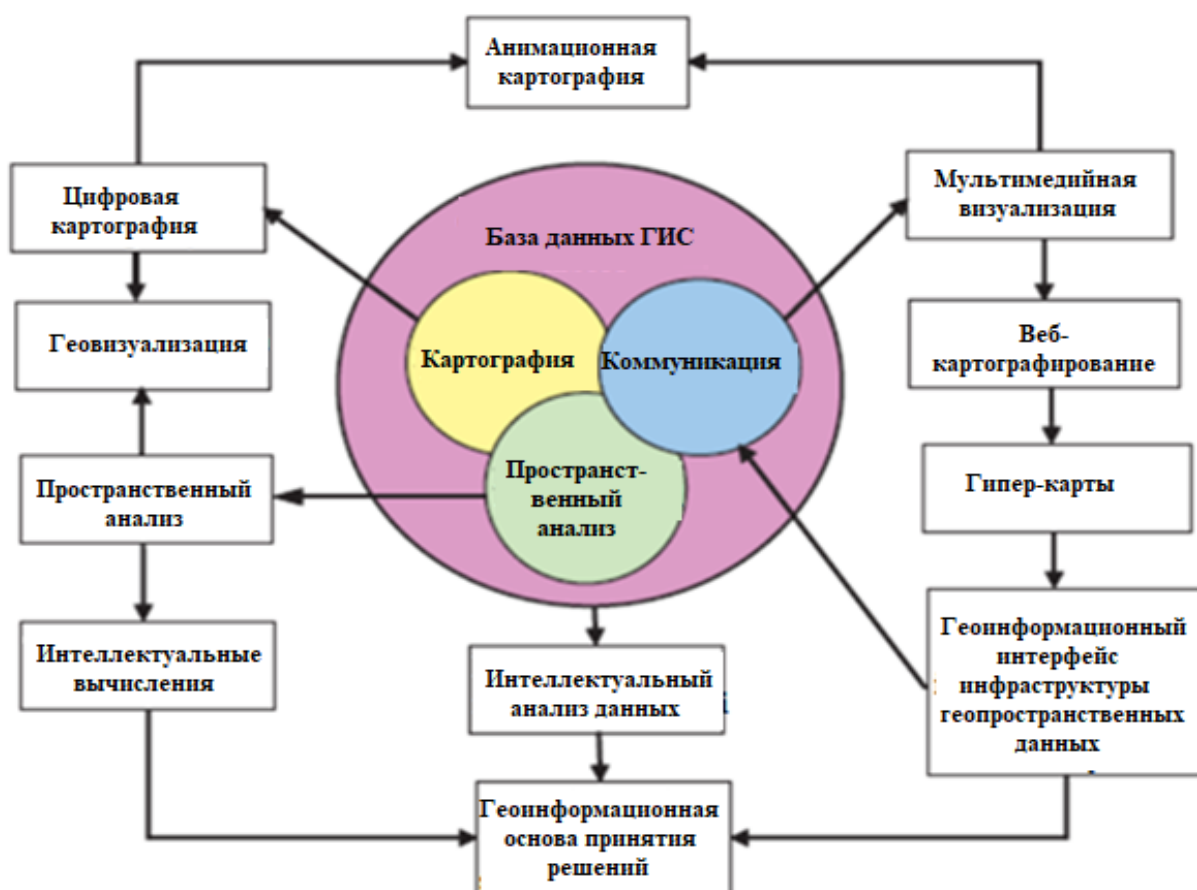 Анимационная
картография
Цифровая
картография
Мультимедийная
визуализация
База данных ГИС
Геовизуализация
Картография
Коммуникация
Веб-
картографирование
Пространственный
анализ
Пространст-
венный
анализ
Гипер-карты
Интеллектуальные
вычисления
Интеллектуальный
анализ данных
Геоинформационный
интерфейс
инфраструктуры
геопространственных
данных
Геоинформационная
основа принятия
решений